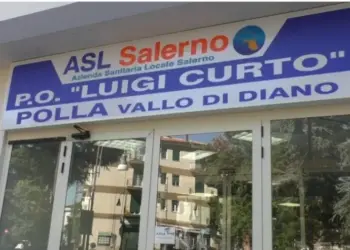 ASL Salerno
Azienda Sanitaria Locale Salerno
P.O. "LUIGI CURTO"
POLLA VALLO DI DIANO